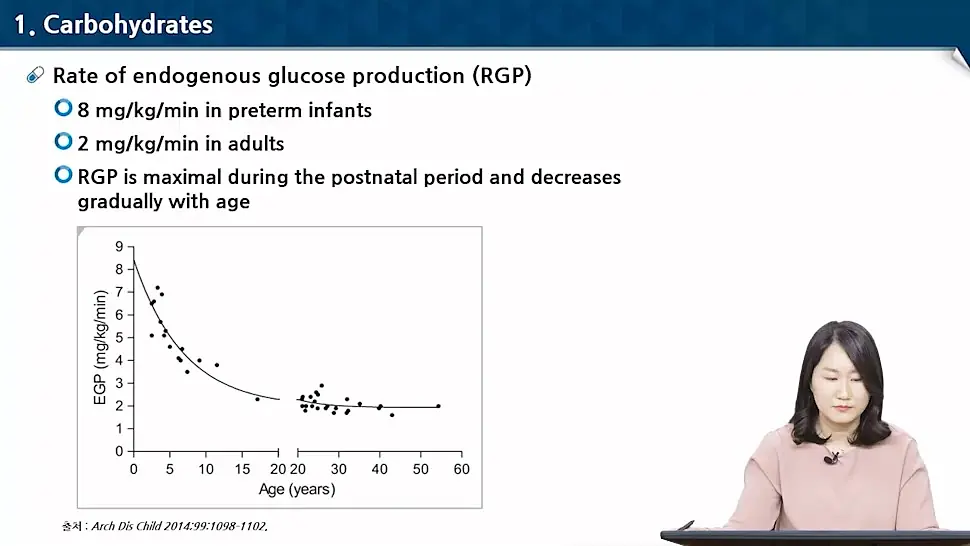 1. Carbohydrates
Rate of endogenous glucose production (RGP)
8 mg/kg/min in preterm infants
2 mg/kg/min in adults
RGP is maximal during the postnatal period and decreases
gradually with age
9
8
7
6
5
4
3
2
1
0
EGP (mg/kg/min)
0 5 10 15 20 20 30 40 50 60
Age (years)
출처 : Arch Dis Child 2014;99:1098-1102.